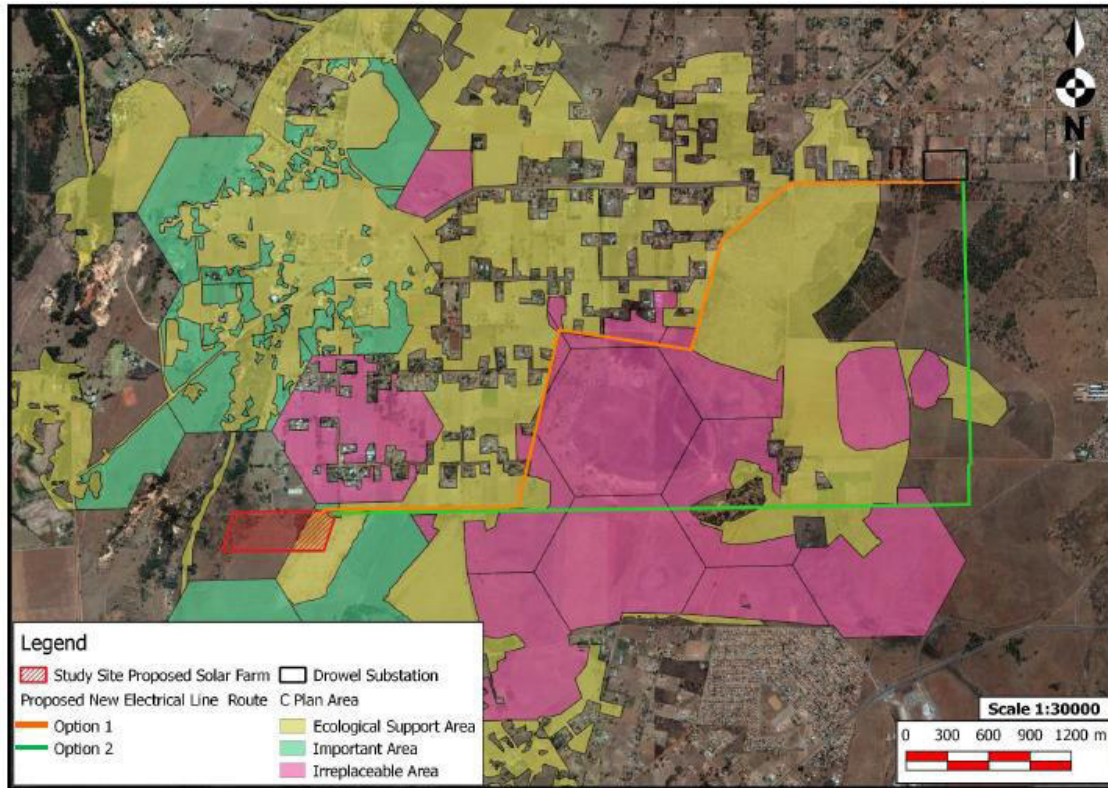 N
Legend
Study Site Proposed Solar Farm
Drowel Substation
Proposed New Electrical Line Route
C Plan Area
Option 1
Ecological Support Area
Option 2
Important Area
Irreplaceable Area
Scale 1:30000
0 300 600 900 1200 m